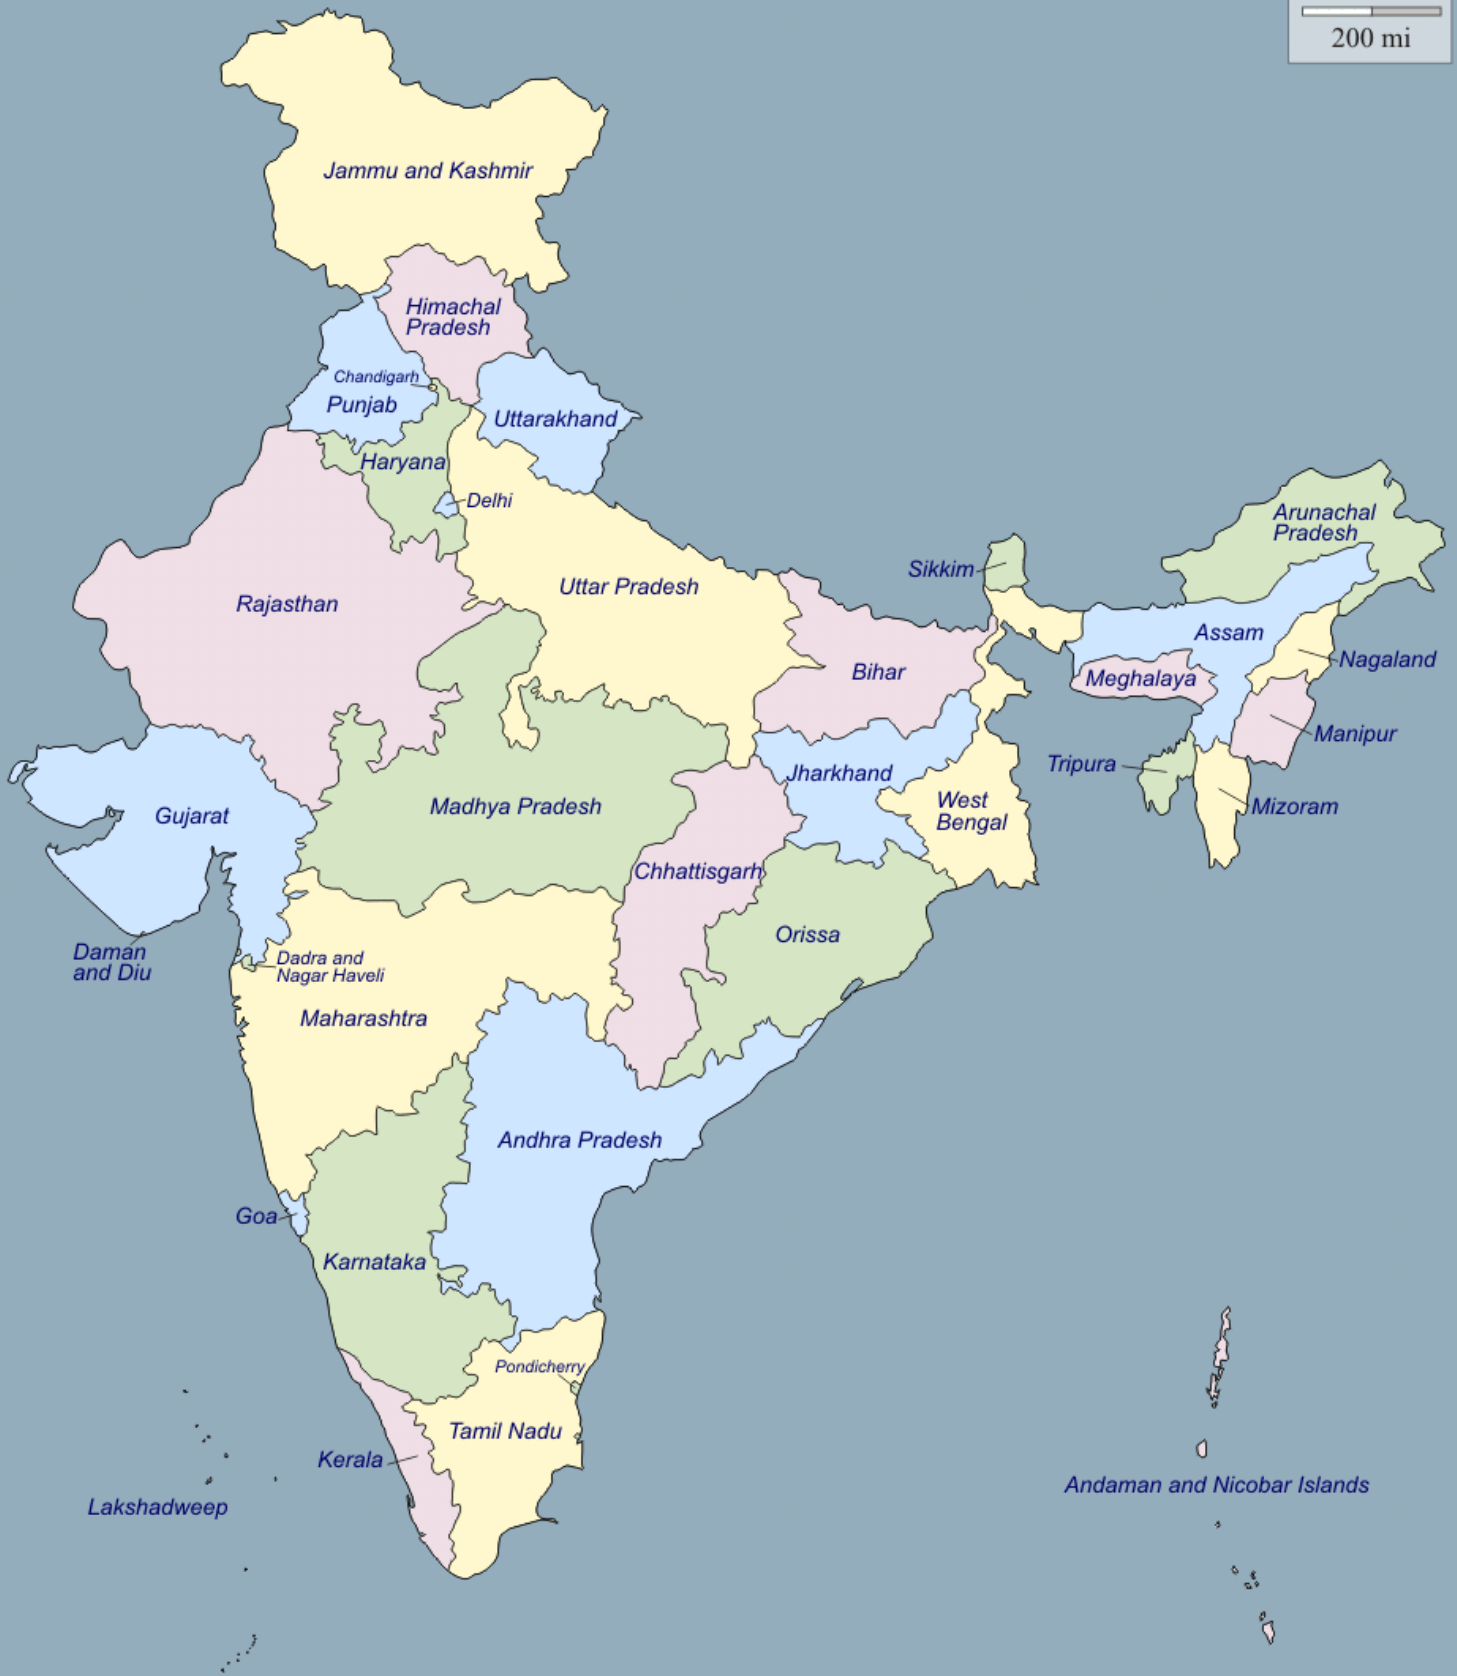 200 mi
Jammu and Kashmir
Himachal
Pradesh
Chandigarh
Punjab
Uttarakhand
Haryana
Delhi
Arunachal
Pradesh
Sikkim
Uttar Pradesh
Rajasthan
Assam
Nagaland
Bihar
Meghalaya
Manipur
Tripura
Jharkhand
Madhya Pradesh
West
Bengal
Mizoram
Gujarat
Chhattisgarh
Orissa
Daman
and Diu
Dadra and
Nagar Haveli
Maharashtra
Andhra Pradesh
Goa
Karnataka
Pondicherry
Tamil Nadu
Kerala
Andaman and Nicobar Islands
Lakshadweep